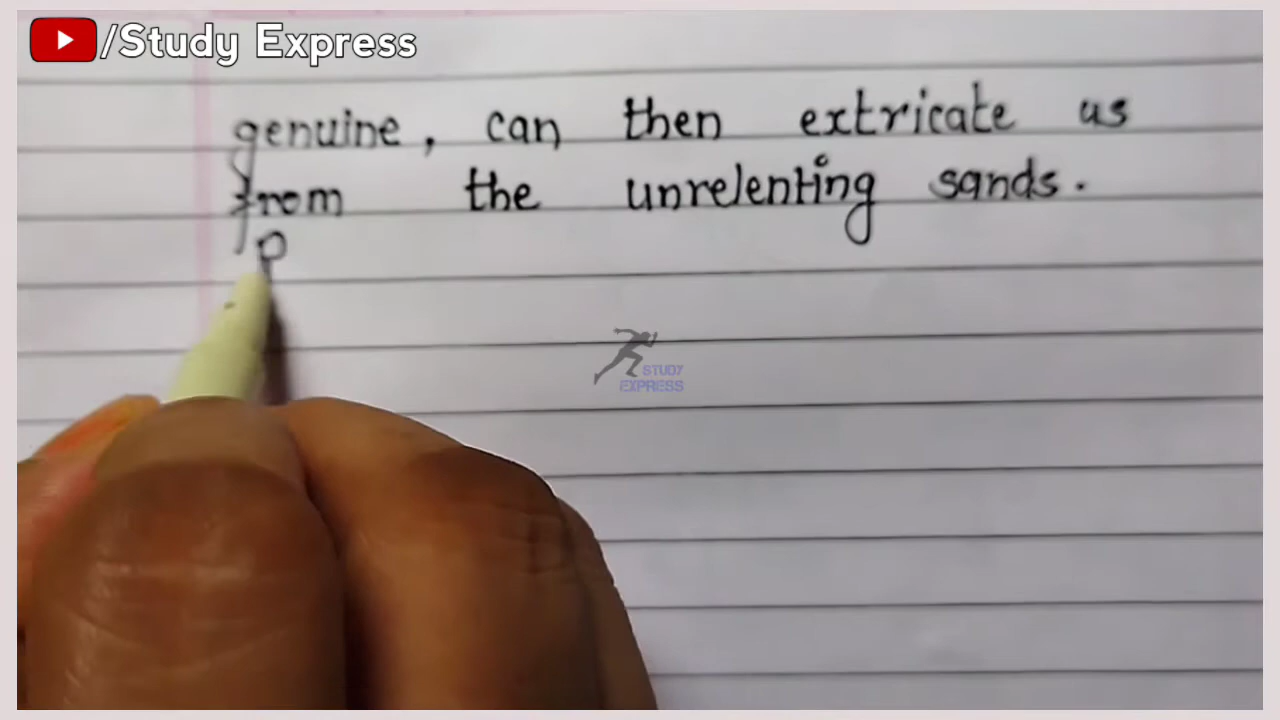 /Study Express
genuine, can then extricate us
from the unrelenting sands.
P
STUDY
EXPRESS